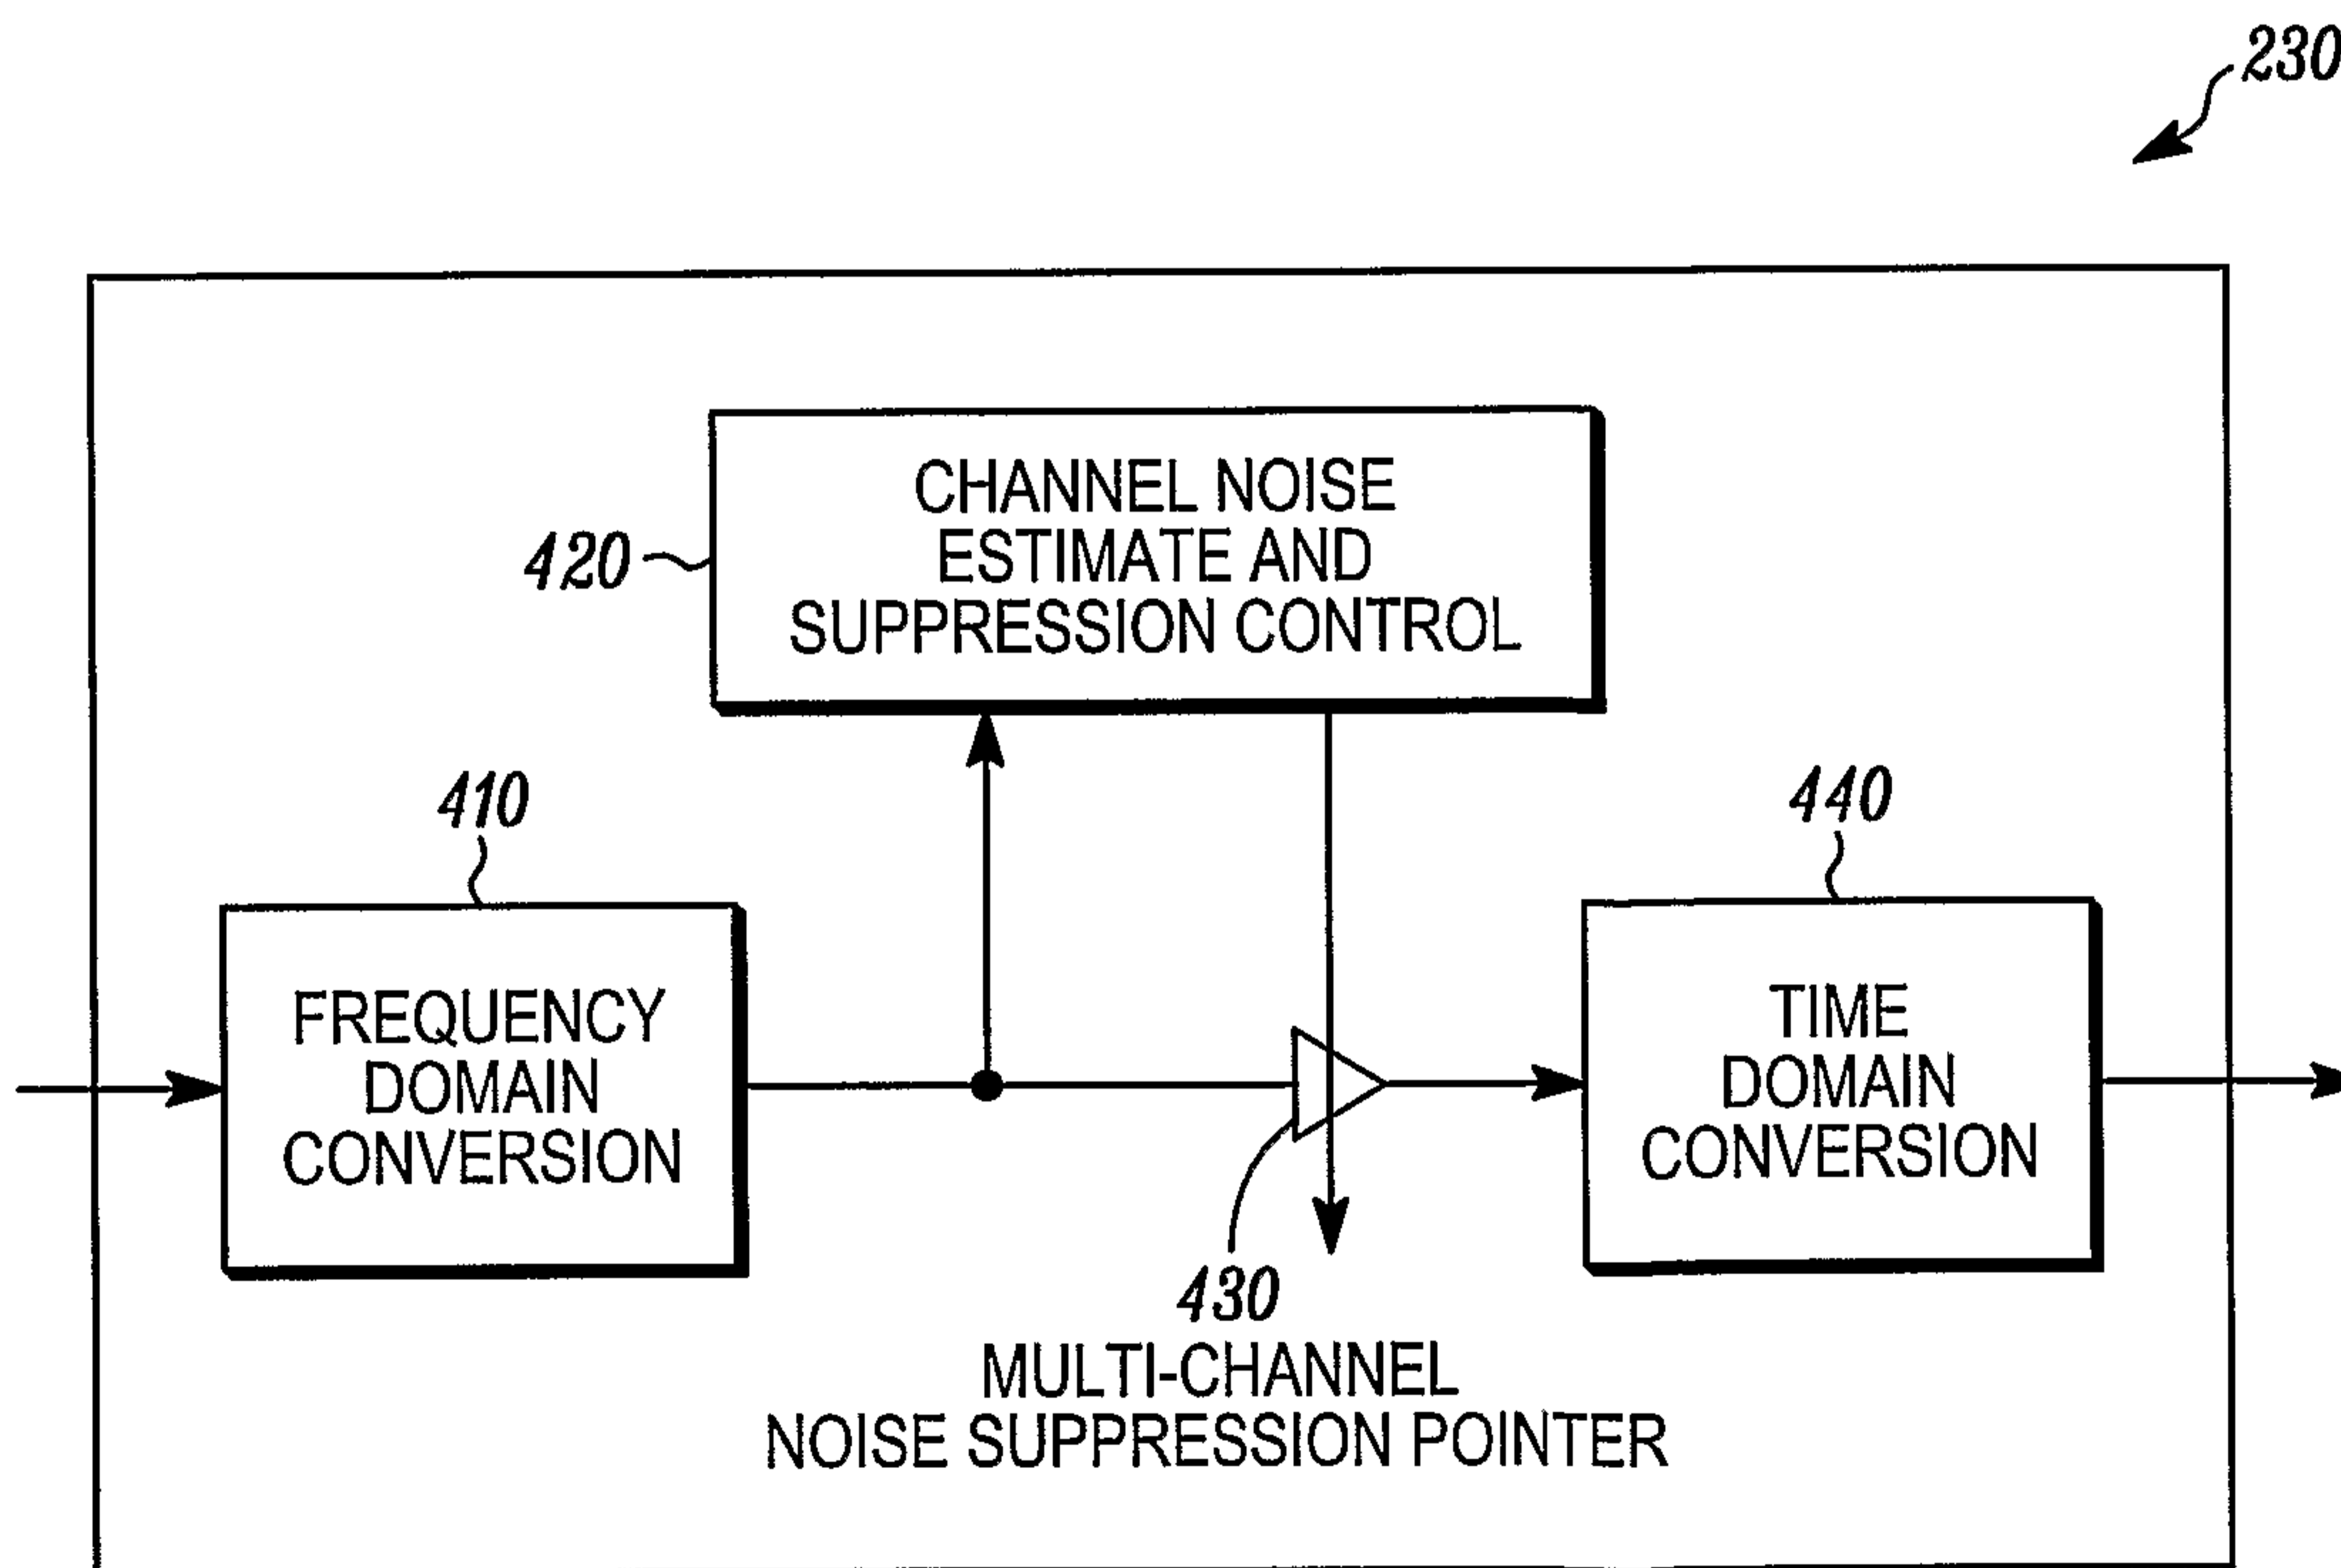 230
CHANNEL NOISE
ESTIMATE AND
SUPPRESSION CONTROL
420
410
440
FREQUENCY
DOMAIN
CONVERSION
TIME
DOMAIN
CONVERSION
430
MULTI-CHANNEL
NOISE SUPPRESSION POINTER